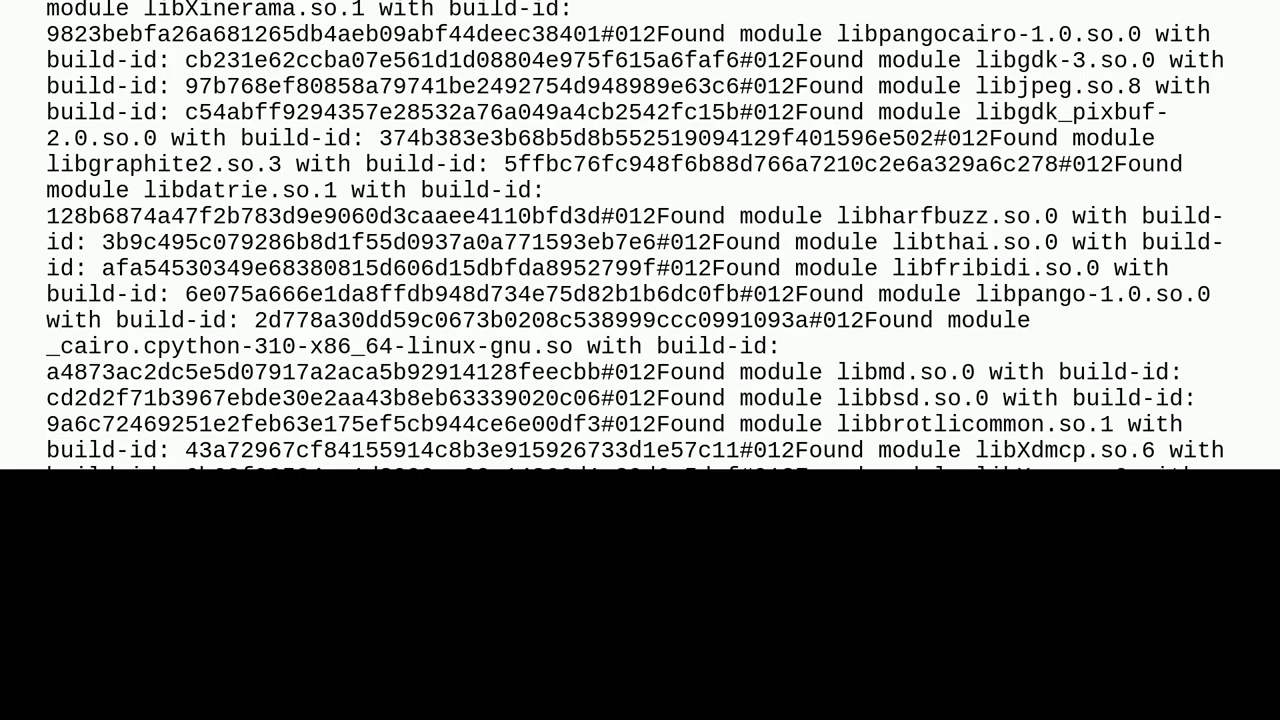 module libXinerama.so.1 with build-id:
9823bebfa26a681265db4aeb09abf44deec38401#012Found module libpangocairo-1.0.so.0 with
build-id: cb231e62ccba07e561d1d08804e975f615a6faf6#012Found module libgdk-3.so.0 with
build-id: 97b768ef80858a79741be2492754d948989e63c6#012Found module libjpeg.so.8 with
build-id: c54abff9294357e28532a76a049a4cb2542fc15b#012Found module libgdk_pixbuf-
2.0.so.0 with build-id: 374b383e3b68b5d8b552519094129f401596e502#012Found module
libgraphite2.so.3 with build-id: 5ffbc76fc948f6b88d766a7210c2e6a329a6c278#012Found
module libdatrie.so.1 with build-id:
128b6874a47f2b783d9e9060d3caaee4110bfd3d#012Found module libharfbuzz.so.0 with build-
id: 3b9c495c079286b8d1f55d0937a0a771593eb7e6#012Found module libthai.so.0 with build-
id: afa54530349e68380815d606d15dbfda8952799f#012Found module libfribidi.so.0 with
build-id: 6e075a666e1da8ffdb948d734e75d82b1b6dc0fb#012Found module libpango-1.0.so.0
with build-id: 2d778a30dd59c0673b0208c538999ccc0991093a#012Found module
_cairo.cpython-310-x86_64-linux-gnu.so with build-id:
a4873ac2dc5e5d07917a2aca5b92914128feecbb#012Found module libmd.so.0 with build-id:
cd2d2f71b3967ebde30e2aa43b8eb63339020c06#012Found module libbsd.so.0 with build-id:
9a6c72469251e2feb63e175ef5cb944ce6e00df3#012Found module libbrotlicommon.so.1 with
build-id: 43a72967cf84155914c8b3e915926733d1e57c11#012Found module libXdmcp.so.6 with